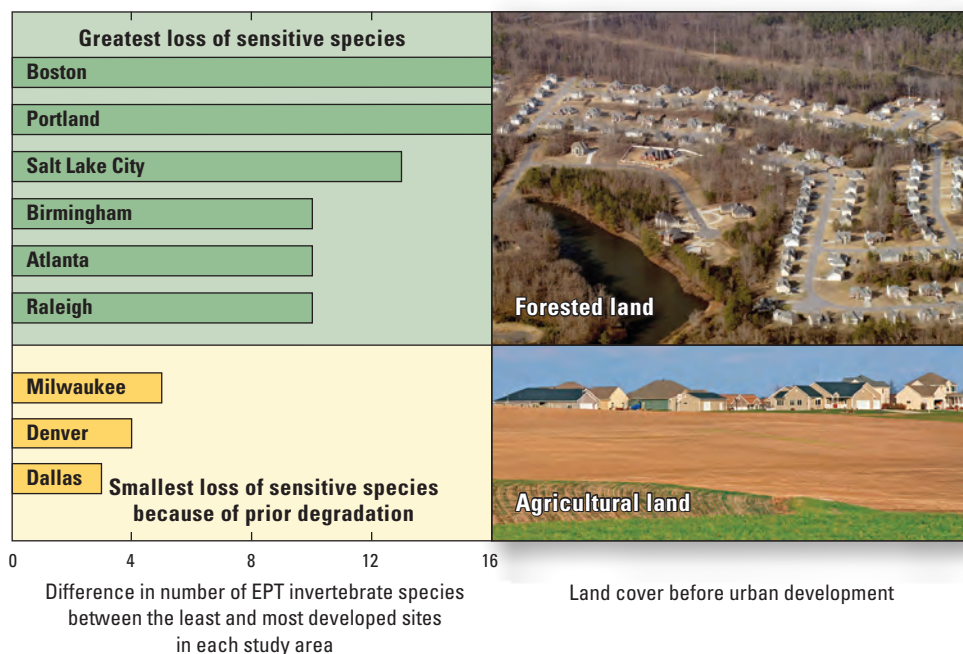 Greatest loss of sensitive species
Boston
Portland
Salt Lake City
Birmingham
Atlanta
Raleigh
Forested land
Milwaukee
Denver
Dallas
Smallest loss of sensitive species
because of prior degradation
Agricultural land
0 4 8 12 16
Difference in number of EPT invertebrate species
between the least and most developed sites
in each study area
Land cover before urban development